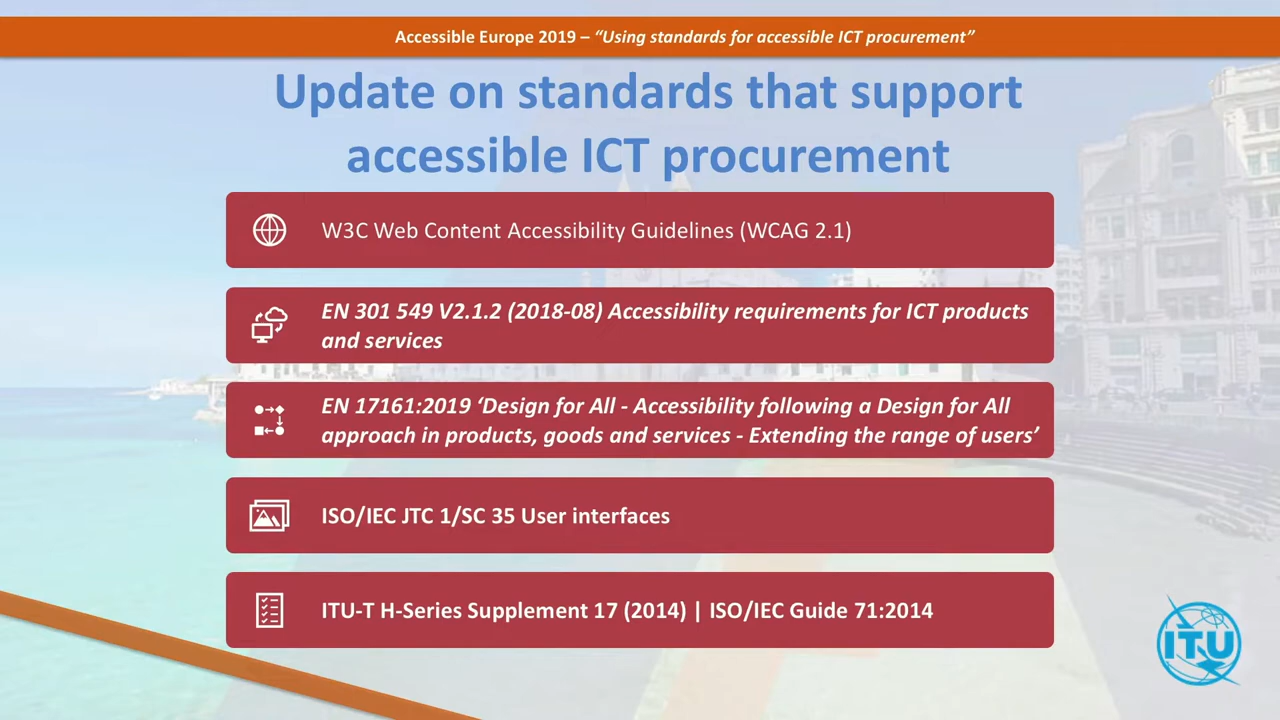 Accessible Europe 2019 – “Using standards for accessible ICT procurement”
Update on standards that support
accessible ICT procurement
W3C Web Content Accessibility Guidelines (WCAG 2.1)
EN 301 549 V2.1.2 (2018-08) Accessibility requirements for ICT products
and services
EN 17161:2019 ‘Design for All - Accessibility following a Design for All
approach in products, goods and services - Extending the range of users’
ISO/IEC JTC 1/SC 35 User interfaces
ITU-T H-Series Supplement 17 (2014) | ISO/IEC Guide 71:2014
ITU